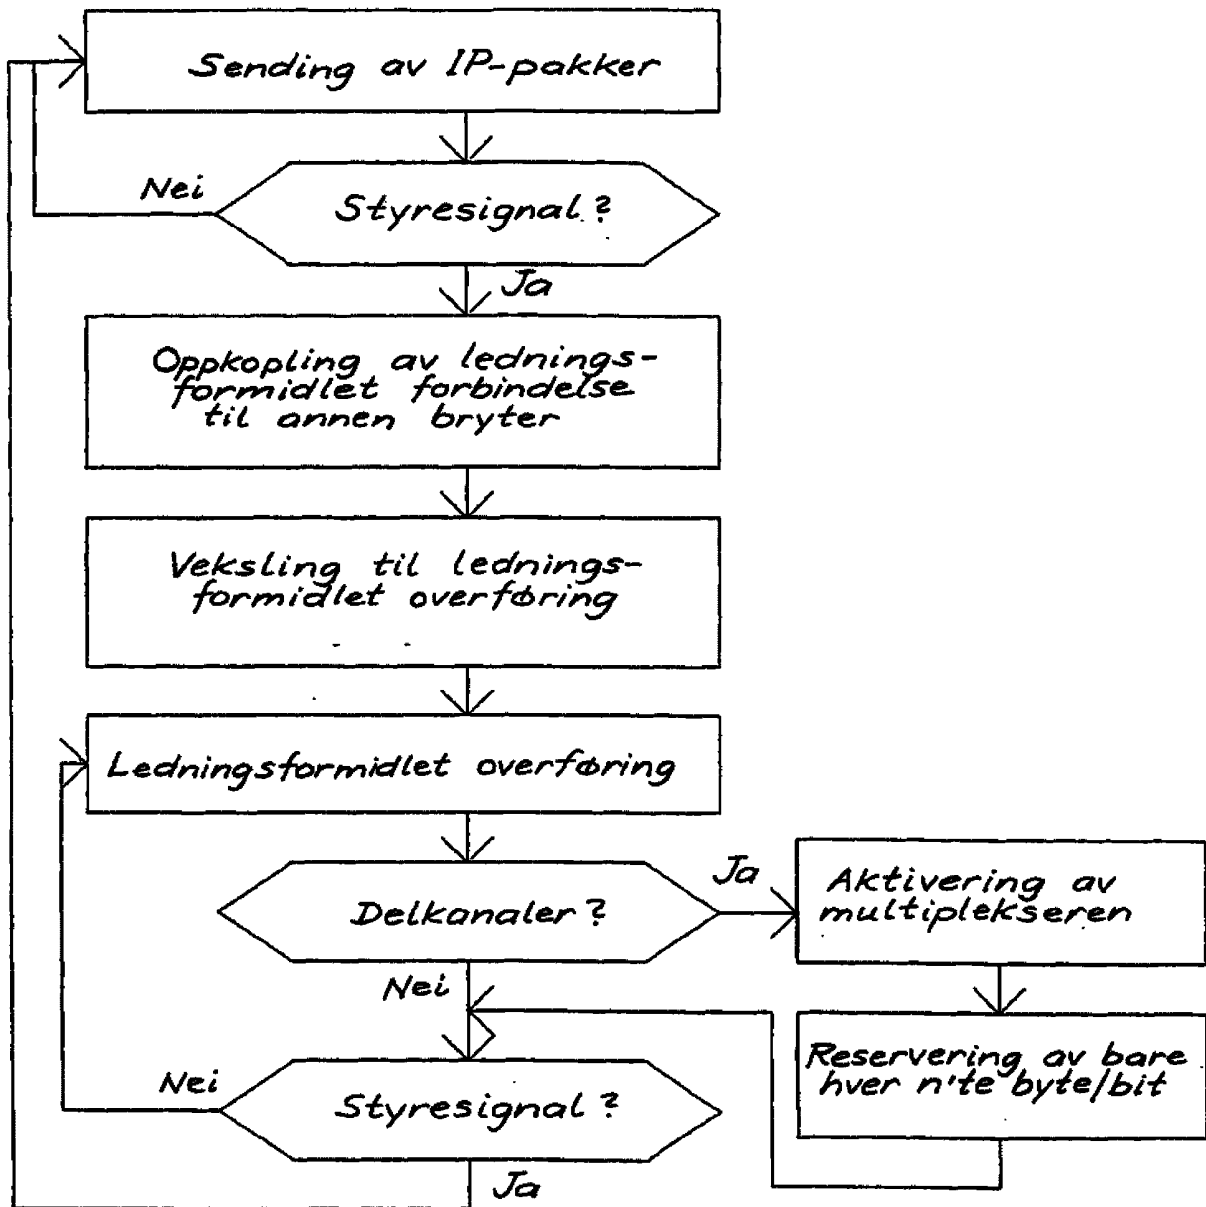 Sending av IP-pakker
Nei
Styresignal?
Ja
Oppkopling av lednings-
formidlet forbindelse
til annen bryter
Veksling til lednings-
formidlet overføring
Ledningsformidlet overføring
Delkanaler?
Ja
Aktivering av
multiplekseren
Nei
Reservering av bare
hver n'te byte/bit
Nei
Styresignal?
Ja